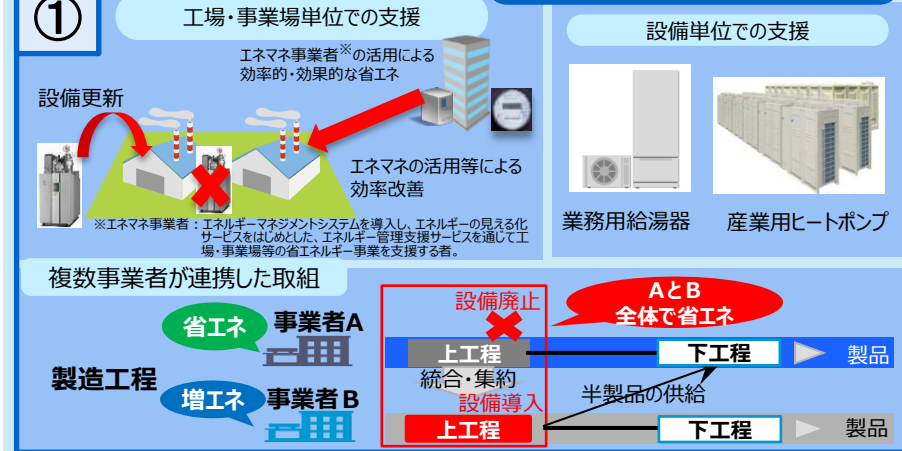 ①
工場・事業場単位での支援
エネマネ事業者※の活用による
効率的・効果的な省エネ
設備更新
エネマネの活用等による
効率改善
※エネマネ事業者：エネルギーマネジメントシステムを導入し、エネルギーの見える化
サービスをはじめとした、エネルギー管理支援サービスを通じて工
場・事業場等の省エネルギー事業を支援する者。
設備単位での支援
業務用給湯器
産業用ヒートポンプ
複数事業者が連携した取組
製造工程
省エネ
事業者A
増エネ
事業者B
設備廃止
AとB
全体で省エネ
上工程
下工程
製品
統合・集約
設備導入
半製品の供給
上工程
下工程
製品